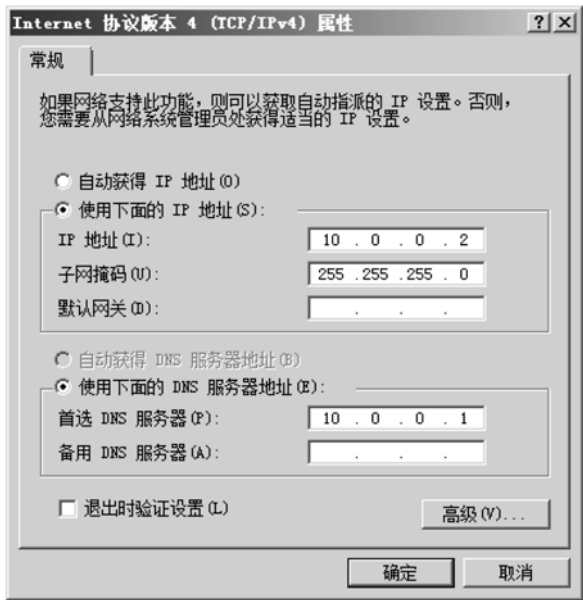 Internet 协议版本 4 (TCP/IPv4) 属性
常规
如果网络支持此功能，则可以获取自动指派的 IP 设置。否则，
您需要从网络系统管理员处获得适当的 IP 设置。
自动获得 IP 地址(O)
使用下面的 IP 地址(S):
IP 地址(I): 10 . 0 . 0 . 2
子网掩码(U): 255 .255 .255 . 0
默认网关(D): . . .
自动获得 DNS 服务器地址(B)
使用下面的 DNS 服务器地址(E):
首选 DNS 服务器(P): 10 . 0 . 0 . 1
备用 DNS 服务器(A): . . .
退出时验证设置(L)
高级(V)...
确定 取消